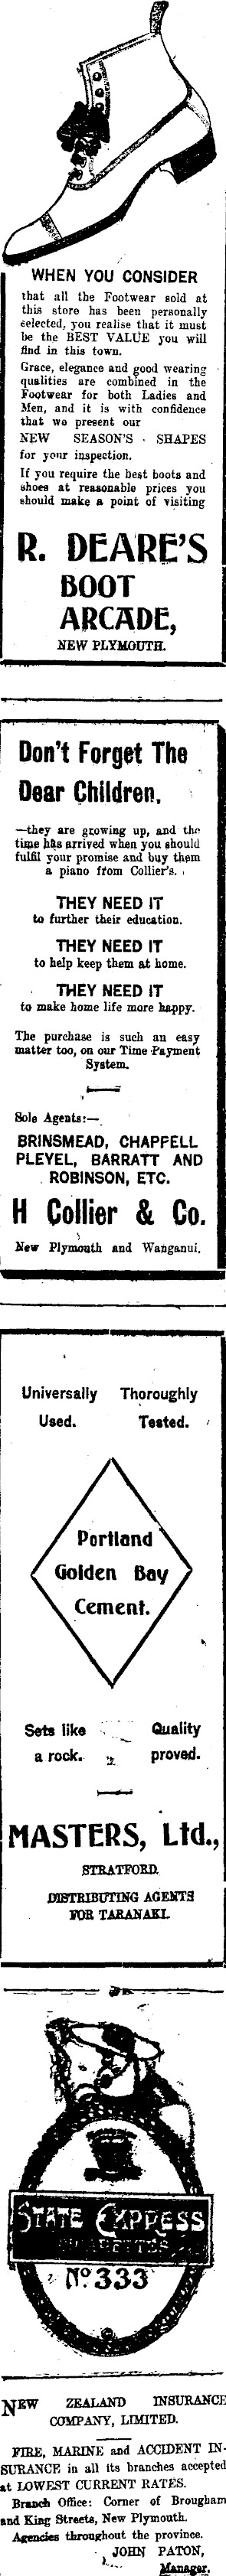 WHEN YOU CONSIDER
that all the Footwear sold at
this store has been personally
selected, you realise that it must
be the BEST VALUE you will
find in this town.
Grace, elegance and good wearing
qualities are combined in the
Footwear for both Ladies and
Men, and it is with confidence
that we present our
NEW SEASON'S SHAPES
for your inspection.
If you require the best boots and
shoes at reasonable prices you
should make a point of visiting
R. DEARE'S
BOOT
ARCADE,
NEW PLYMOUTH.
Don't Forget The
Dear Children.
—they are growing up, and the
time has arrived when you should
fulfil your promise and buy them
a piano from Collier's.
THEY NEED IT
to further their education.
THEY NEED IT
to help keep them at home.
THEY NEED IT
to make home life more happy.
The purchase is such an easy
matter too, on our Time Payment
System.
Sole Agents:—
BRINSMEAD, CHAPPELL
PLEYEL, BARRATT AND
ROBINSON, ETC.
H Collier & Co.
New Plymouth and Wanganui.
Universally Thoroughly
Used. Tested.
Portland
Golden Bay
Cement.
Sets like Quality
a rock. proved.
MASTERS, Ltd.,
STRATFORD.
DISTRIBUTING AGENTS
FOR TARANAKI.
STATE EXPRESS
CIGARETTES
Nº 333
NEW ZEALAND INSURANCE
COMPANY, LIMITED.
FIRE, MARINE and ACCIDENT IN-
SURANCE in all its branches accepted
at LOWEST CURRENT RATES.
Branch Office: Corner of Brougham
and King Streets, New Plymouth.
Agencies throughout the province.
JOHN PATON,
Manager.